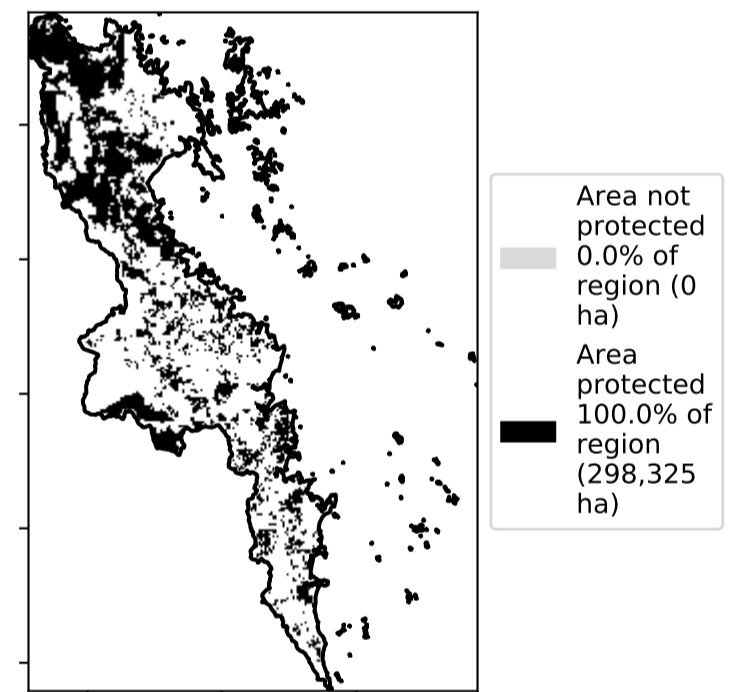 Area not
protected
0.0% of
region (0
ha)
Area
protected
100.0% of
region
(298,325
ha)